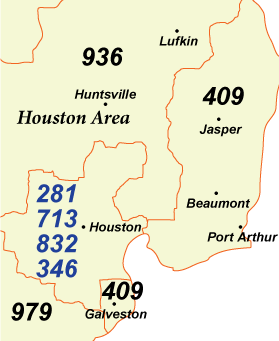 Lufkin
936
Huntsville
409
Houston Area
Jasper
281
713
832
346
Beaumont
Houston
Port Arthur
409
979
Galveston